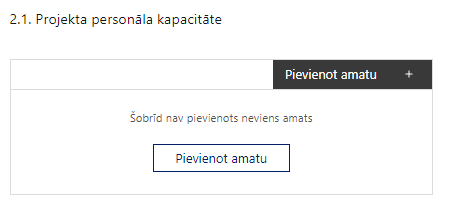 2.1. Projekta personāla kapacitāte
Pievienot amatu +
Šobrīd nav pievienots neviens amats
Pievienot amatu